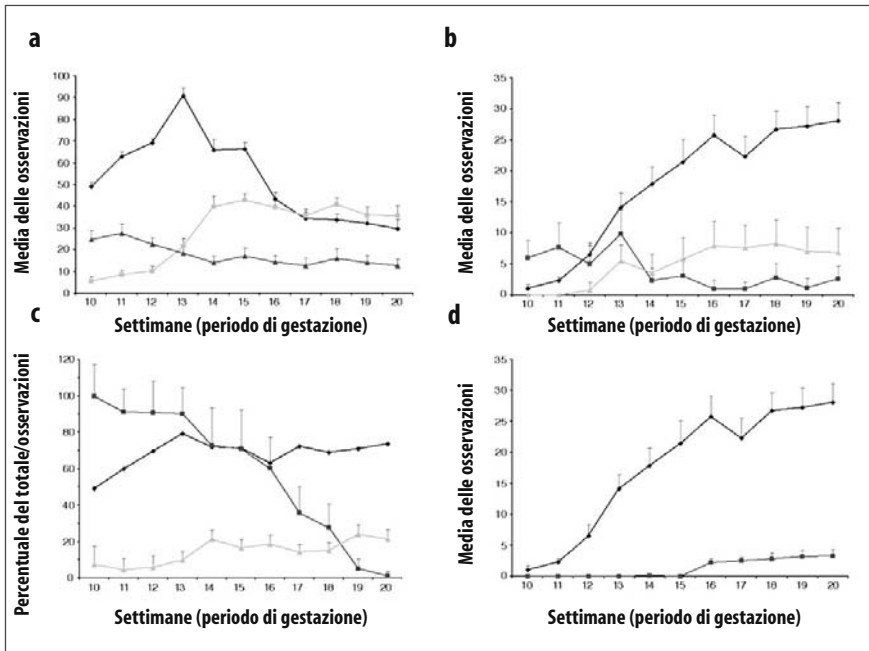 a
Media delle osservazioni
100
90
80
70
60
50
40
30
20
10
0
10 11 12 13 14 15 16 17 18 19 20
Settimane (periodo di gestazione)
b
Media delle osservazioni
35
30
25
20
15
10
5
0
10 11 12 13 14 15 16 17 18 19 20
Settimane (periodo di gestazione)
c
Percentuale del totale/osservazioni
120
100
80
60
40
20
0
10 11 12 13 14 15 16 17 18 19 20
Settimane (periodo di gestazione)
d
Media delle osservazioni
35
30
25
20
15
10
5
0
10 11 12 13 14 15 16 17 18 19 20
Settimane (periodo di gestazione)